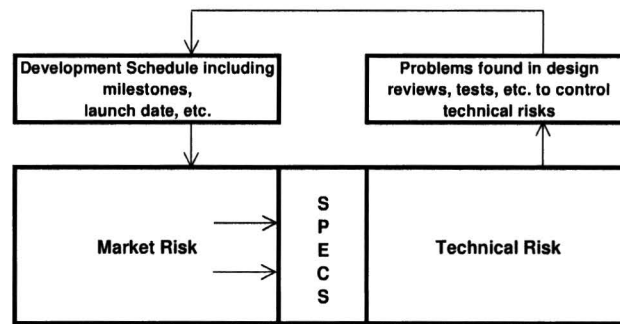 Development Schedule including
milestones,
launch date, etc.
Problems found in design
reviews, tests, etc. to control
technical risks
Market Risk
S
P
E
C
S
Technical Risk